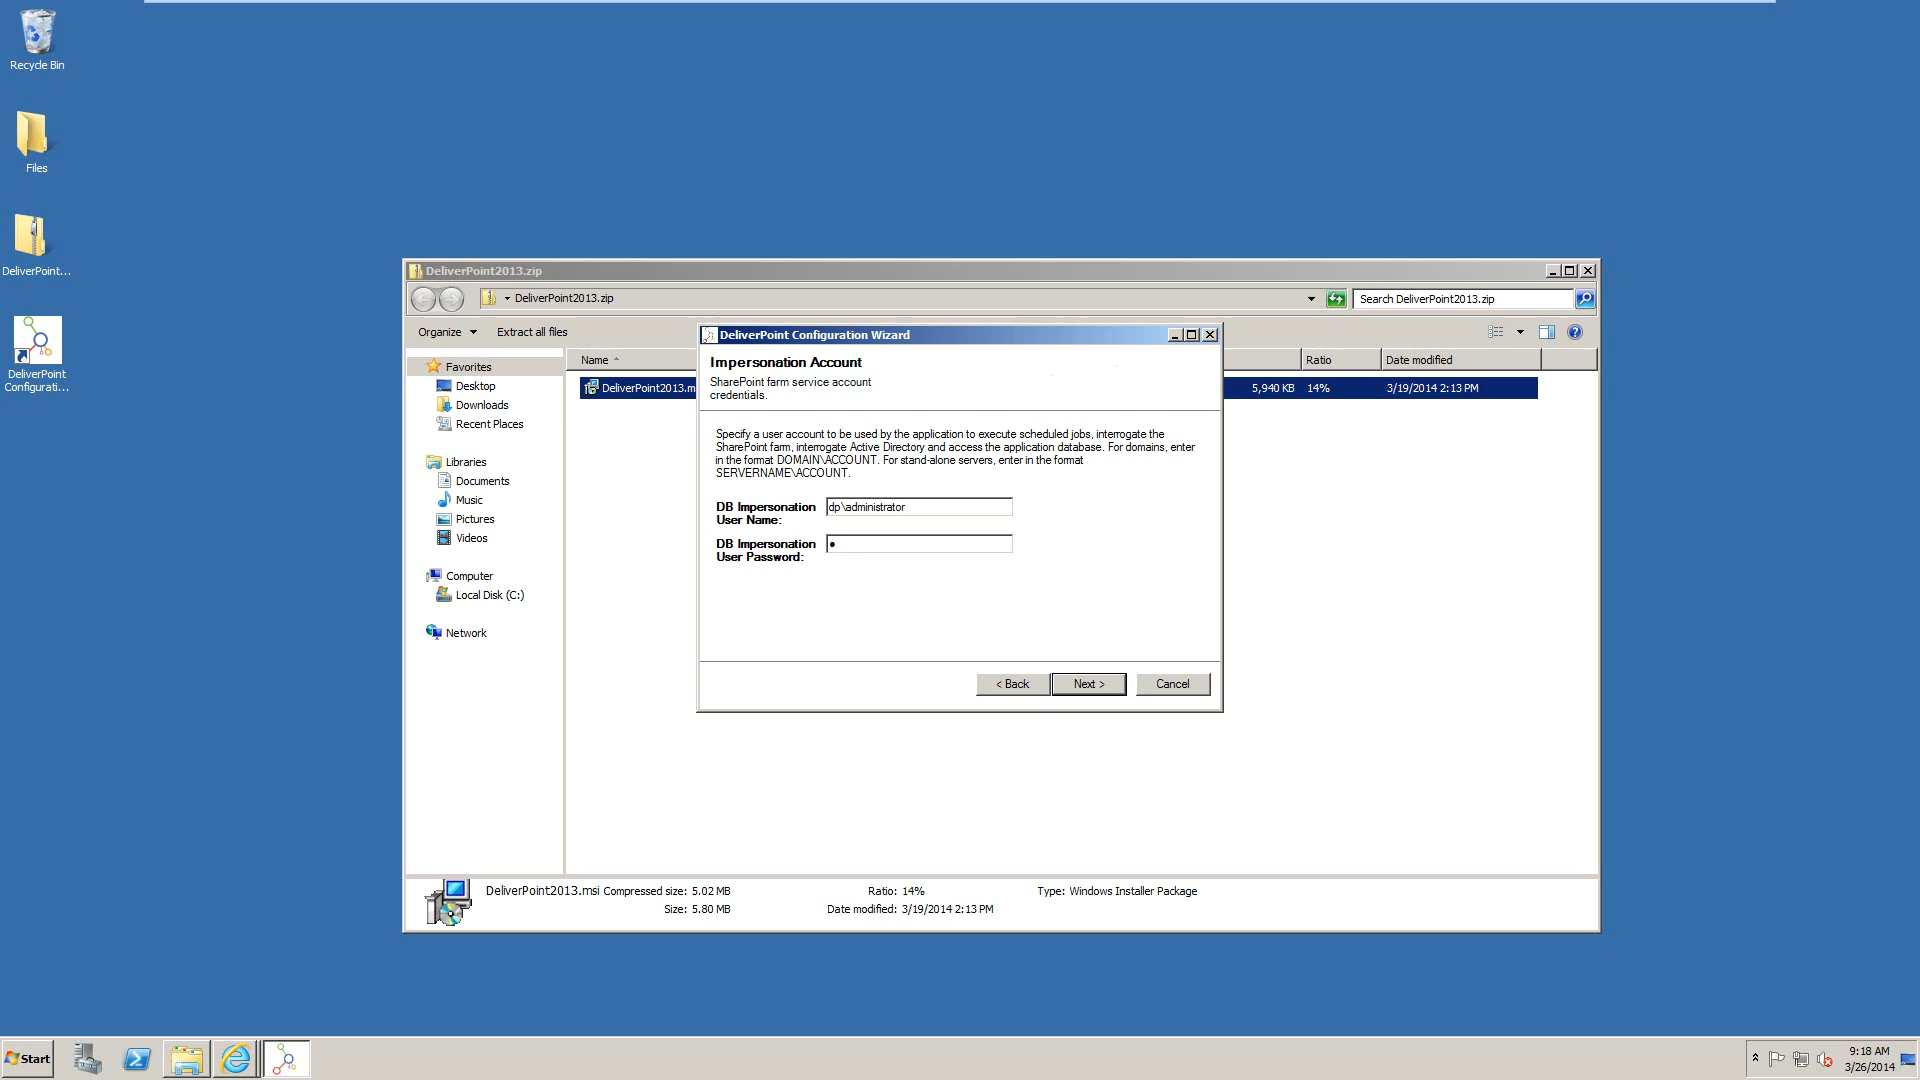 Recycle Bin
Files
DeliverPoint...
DeliverPoint
Configurati...
DeliverPoint2013.zip
DeliverPoint2013.zip
Search DeliverPoint2013.zip
Organize
Extract all files
Favorites
Desktop
Downloads
Recent Places
Libraries
Documents
Music
Pictures
Videos
Computer
Local Disk (C:)
Network
Name
Ratio
Date modified
DeliverPoint2013.m
5,940 KB
14%
3/19/2014 2:13 PM
DeliverPoint Configuration Wizard
Impersonation Account
SharePoint farm service account
credentials.
Specify a user account to be used by the application to execute scheduled jobs, interrogate the
SharePoint farm, interrogate Active Directory and access the application database. For domains, enter
in the format DOMAIN\ACCOUNT. For stand-alone servers, enter in the format
SERVERNAME\ACCOUNT.
DB Impersonation
User Name:
dp\administrator
DB Impersonation
User Password:
< Back
Next >
Cancel
DeliverPoint2013.msi Compressed size: 5.02 MB
Ratio: 14%
Type: Windows Installer Package
Size: 5.80 MB
Date modified: 3/19/2014 2:13 PM
Start
9:18 AM
3/26/2014